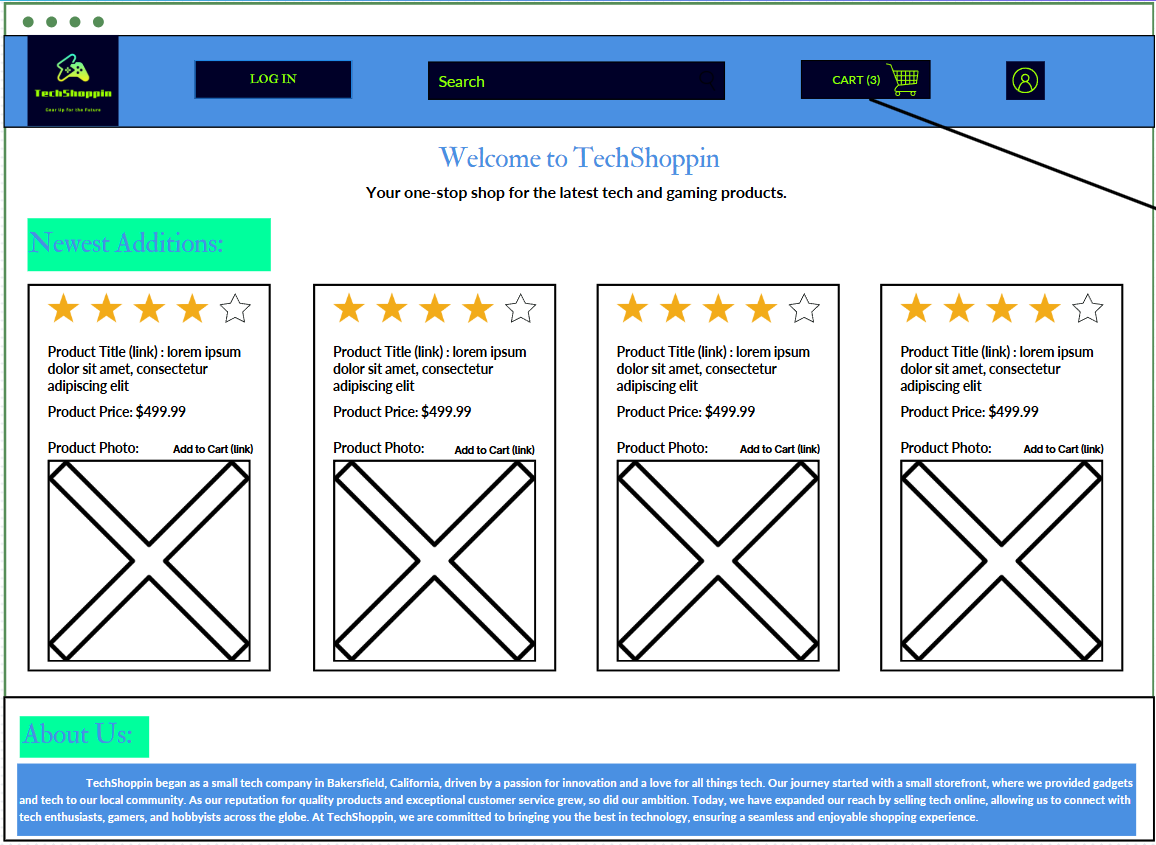 TechShoppin
Gear Up for the Future
LOG IN
Search
CART (3)
Welcome to TechShoppin
Your one-stop shop for the latest tech and gaming products.
Newest Additions:
Product Title (link) : lorem ipsum
dolor sit amet, consectetur
adipiscing elit
Product Price: $499.99
Product Photo:
Add to Cart (link)
Product Title (link) : lorem ipsum
dolor sit amet, consectetur
adipiscing elit
Product Price: $499.99
Product Photo:
Add to Cart (link)
Product Title (link) : lorem ipsum
dolor sit amet, consectetur
adipiscing elit
Product Price: $499.99
Product Photo:
Add to Cart (link)
Product Title (link) : lorem ipsum
dolor sit amet, consectetur
adipiscing elit
Product Price: $499.99
Product Photo:
Add to Cart (link)
About Us:
TechShoppin began as a small tech company in Bakersfield, California, driven by a passion for innovation and a love for all things tech. Our journey started with a small storefront, where we provided gadgets
and tech to our local community. As our reputation for quality products and exceptional customer service grew, so did our ambition. Today, we have expanded our reach by selling tech online, allowing us to connect with
tech enthusiasts, gamers, and hobbyists across the globe. At TechShoppin, we are committed to bringing you the best in technology, ensuring a seamless and enjoyable shopping experience.